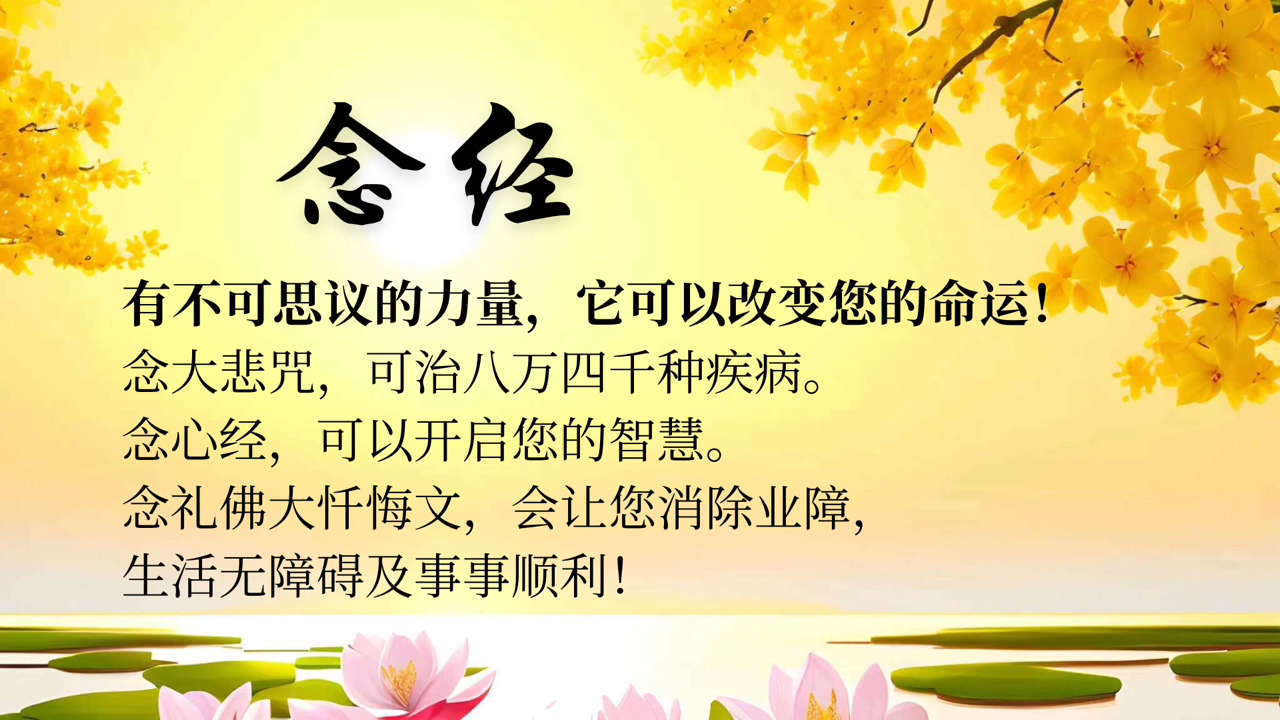 念经
有不可思议的力量，它可以改变您的命运！
念大悲咒，可治八万四千种疾病。
念心经，可以开启您的智慧。
念礼佛大忏悔文，会让您消除业障，
生活无障碍及事事顺利！